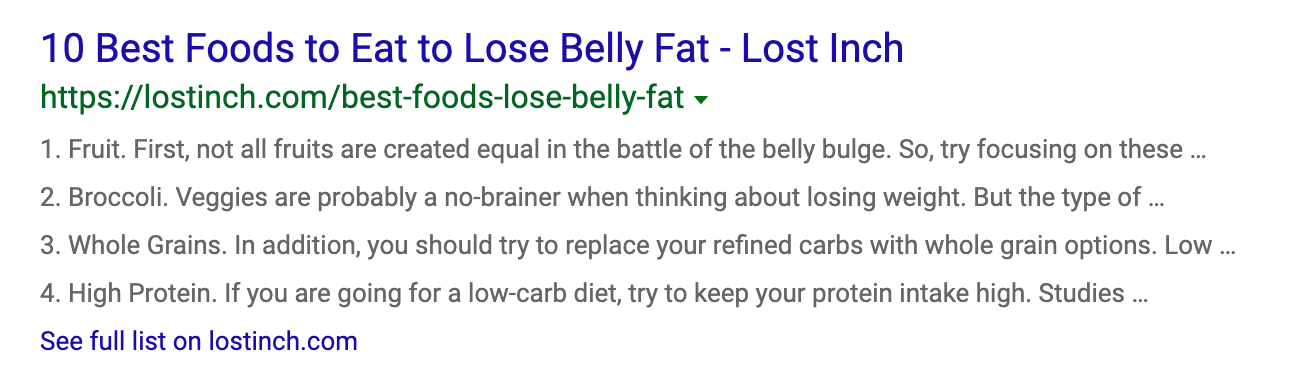 10 Best Foods to Eat to Lose Belly Fat - Lost Inch
https://lostinch.com/best-foods-lose-belly-fat
1. Fruit. First, not all fruits are created equal in the battle of the belly bulge. So, try focusing on these ...
2. Broccoli. Veggies are probably a no-brainer when thinking about losing weight. But the type of ...
3. Whole Grains. In addition, you should try to replace your refined carbs with whole grain options. Low ...
4. High Protein. If you are going for a low-carb diet, try to keep your protein intake high. Studies ...
See full list on lostinch.com